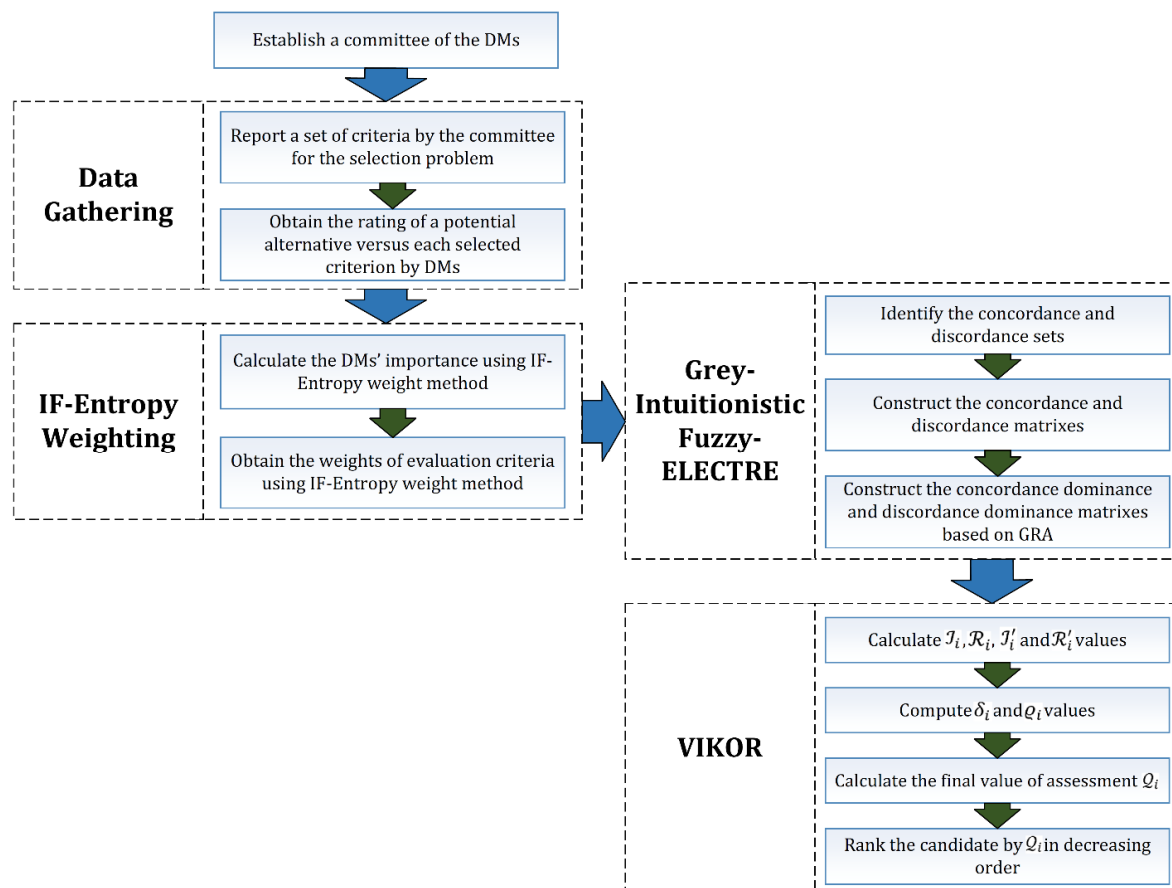 Establish a committee of the DMs
Data
Gathering
Report a set of criteria by the committee
for the selection problem
Obtain the rating of a potential
alternative versus each selected
criterion by DMs
IF-Entropy
Weighting
Calculate the DMs’ importance using IF-
Entropy weight method
Obtain the weights of evaluation criteria
using IF-Entropy weight method
Grey-
Intuitionistic
Fuzzy-
ELECTRE
Identify the concordance and
discordance sets
Construct the concordance and
discordance matrixes
Construct the concordance dominance
and discordance dominance matrixes
based on GRA
VIKOR
Calculate ℐᵢ, ℛᵢ, ℐᵢ′ and ℛᵢ′ values
Compute δᵢ and ϱᵢ values
Calculate the final value of assessment 𝒬ᵢ
Rank the candidate by 𝒬ᵢ in decreasing
order